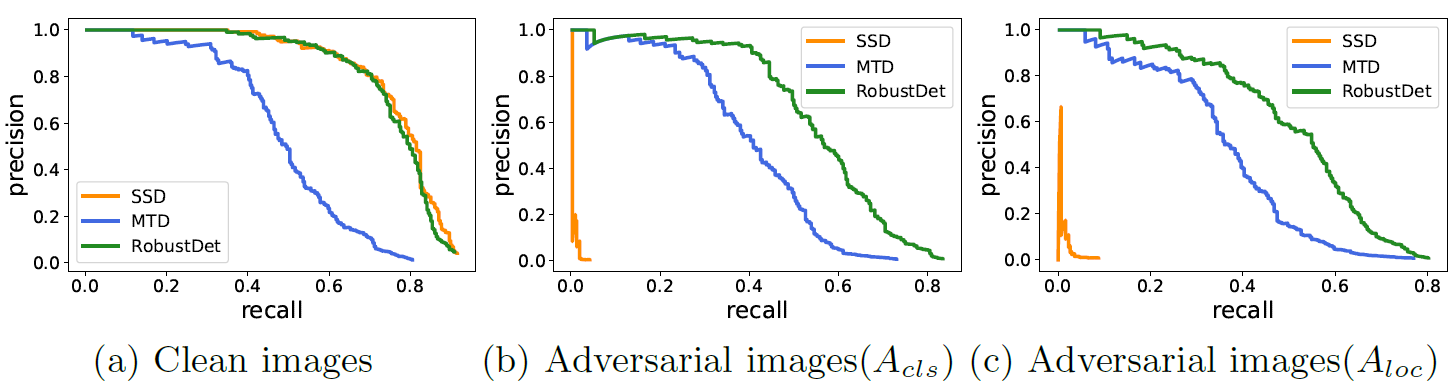 1.0
0.8
0.6
0.4
0.2
0.0
precision
SSD
MTD
RobustDet
0.0 0.2 0.4 0.6 0.8
recall
(a) Clean images
1.0
0.8
0.6
0.4
0.2
0.0
precision
SSD
MTD
RobustDet
0.0 0.2 0.4 0.6 0.8
recall
(b) Adversarial images(A_cls)
1.0
0.8
0.6
0.4
0.2
0.0
precision
SSD
MTD
RobustDet
0.0 0.2 0.4 0.6 0.8
recall
(c) Adversarial images(A_loc)